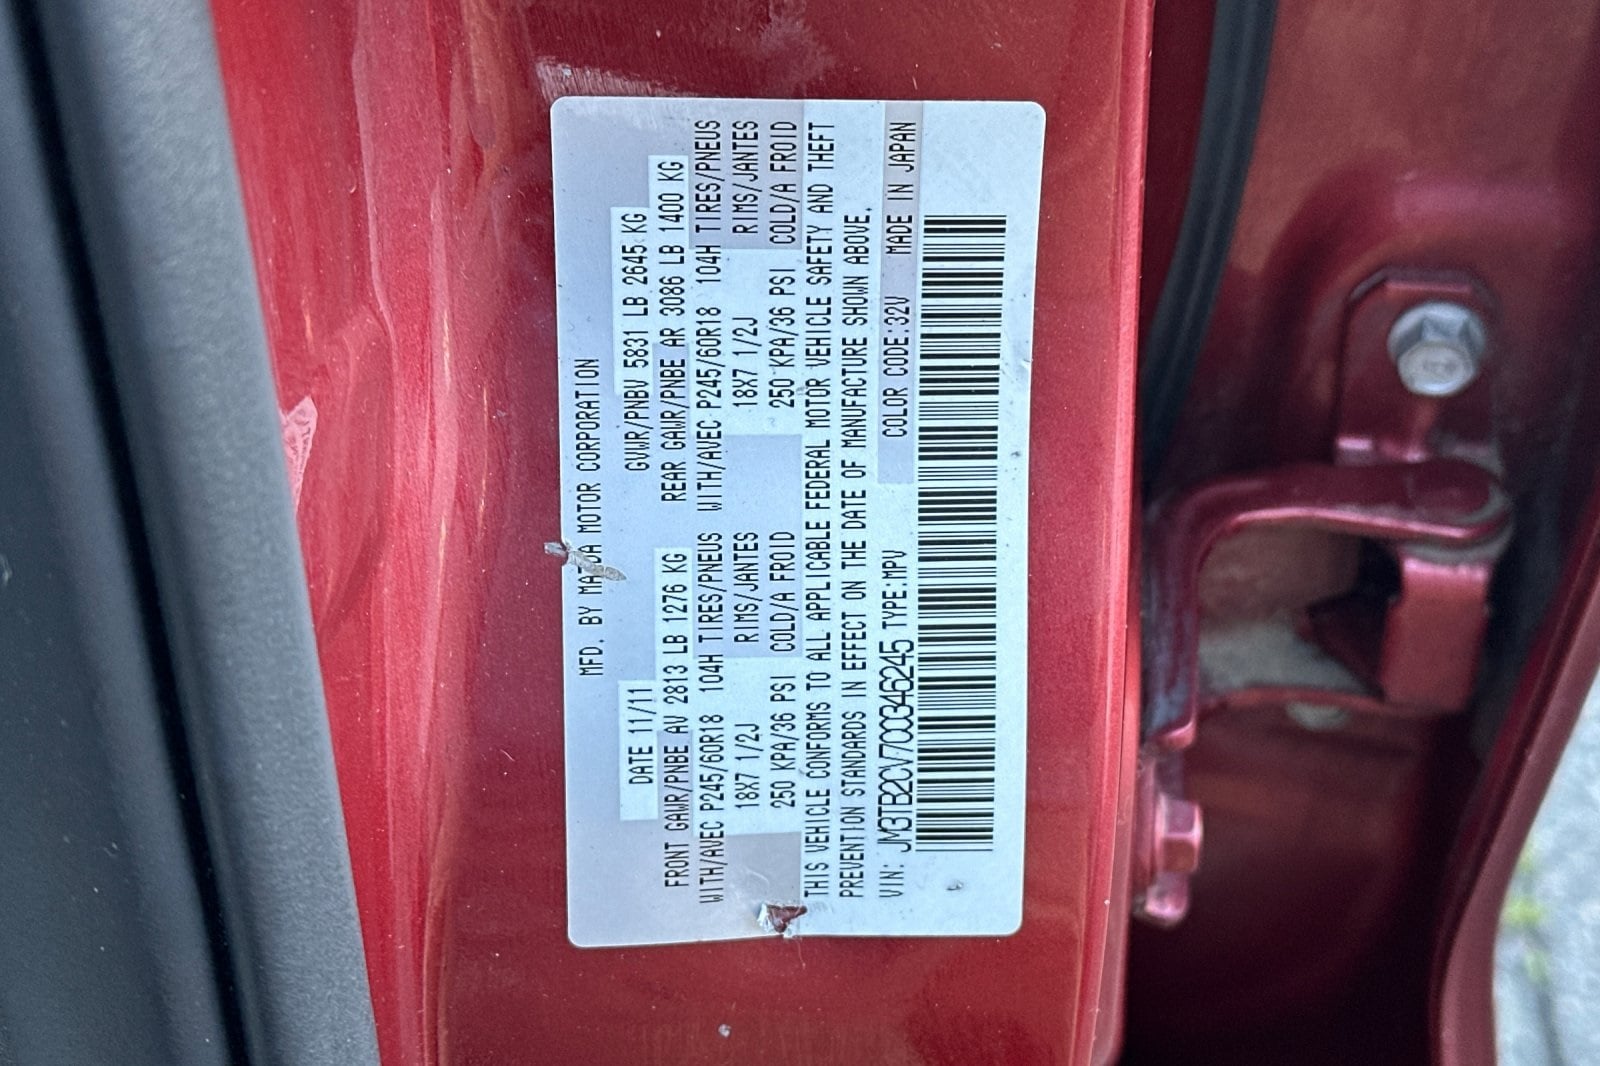 MFD. BY MAZDA MOTOR CORPORATION
DATE 11/11 GVWR/PNBV 5831 LB 2645 KG
FRONT GAWR/PNBE AV 2813 LB 1276 KG REAR GAWR/PNBE AR 3086 LB 1400 KG
WITH/AVEC P245/60R18 104H TIRES/PNEUS WITH/AVEC P245/60R18 104H TIRES/PNEUS
18X7 1/2J RIMS/JANTES 18X7 1/2J RIMS/JANTES
250 KPA/36 PSI COLD/A FROID 250 KPA/36 PSI COLD/A FROID
THIS VEHICLE CONFORMS TO ALL APPLICABLE FEDERAL MOTOR VEHICLE SAFETY AND THEFT
PREVENTION STANDARDS IN EFFECT ON THE DATE OF MANUFACTURE SHOWN ABOVE.
VIN: JM3TB2CV7C0346245 TYPE:MPV COLOR CODE:32V MADE IN JAPAN